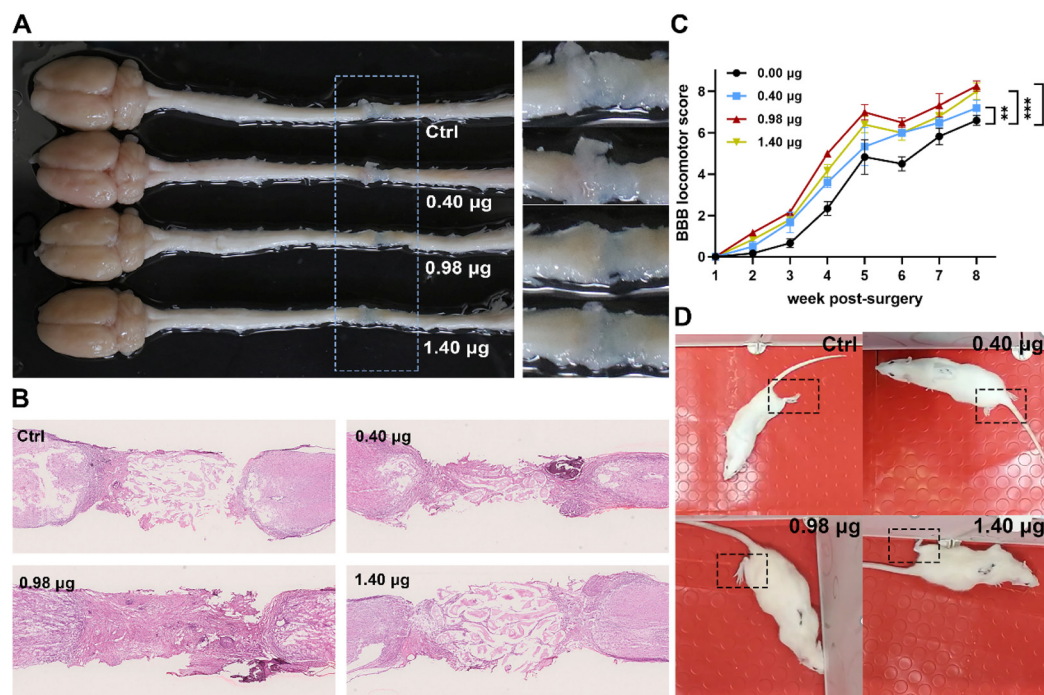 A
Ctrl
0.40 µg
0.98 µg
1.40 µg
B
Ctrl
0.40 µg
0.98 µg
1.40 µg
C
0.00 µg
0.40 µg
0.98 µg
1.40 µg
BBB locomotor score
8
6
4
2
0
1 2 3 4 5 6 7 8
week post-surgery
**
***
D
Ctrl
0.40 µg
0.98 µg
1.40 µg